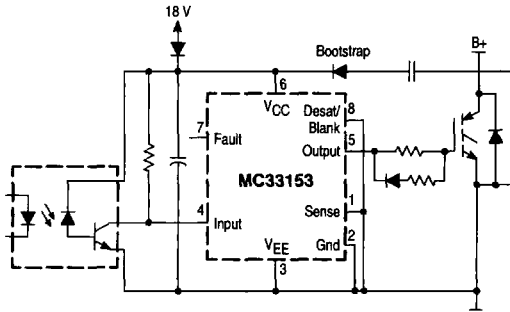 18 V
Bootstrap
B+
6
VCC
Desat/
Blank
8
7
Fault
5
Output
MC33153
4
Input
Sense
1
VEE
Gnd
2
3